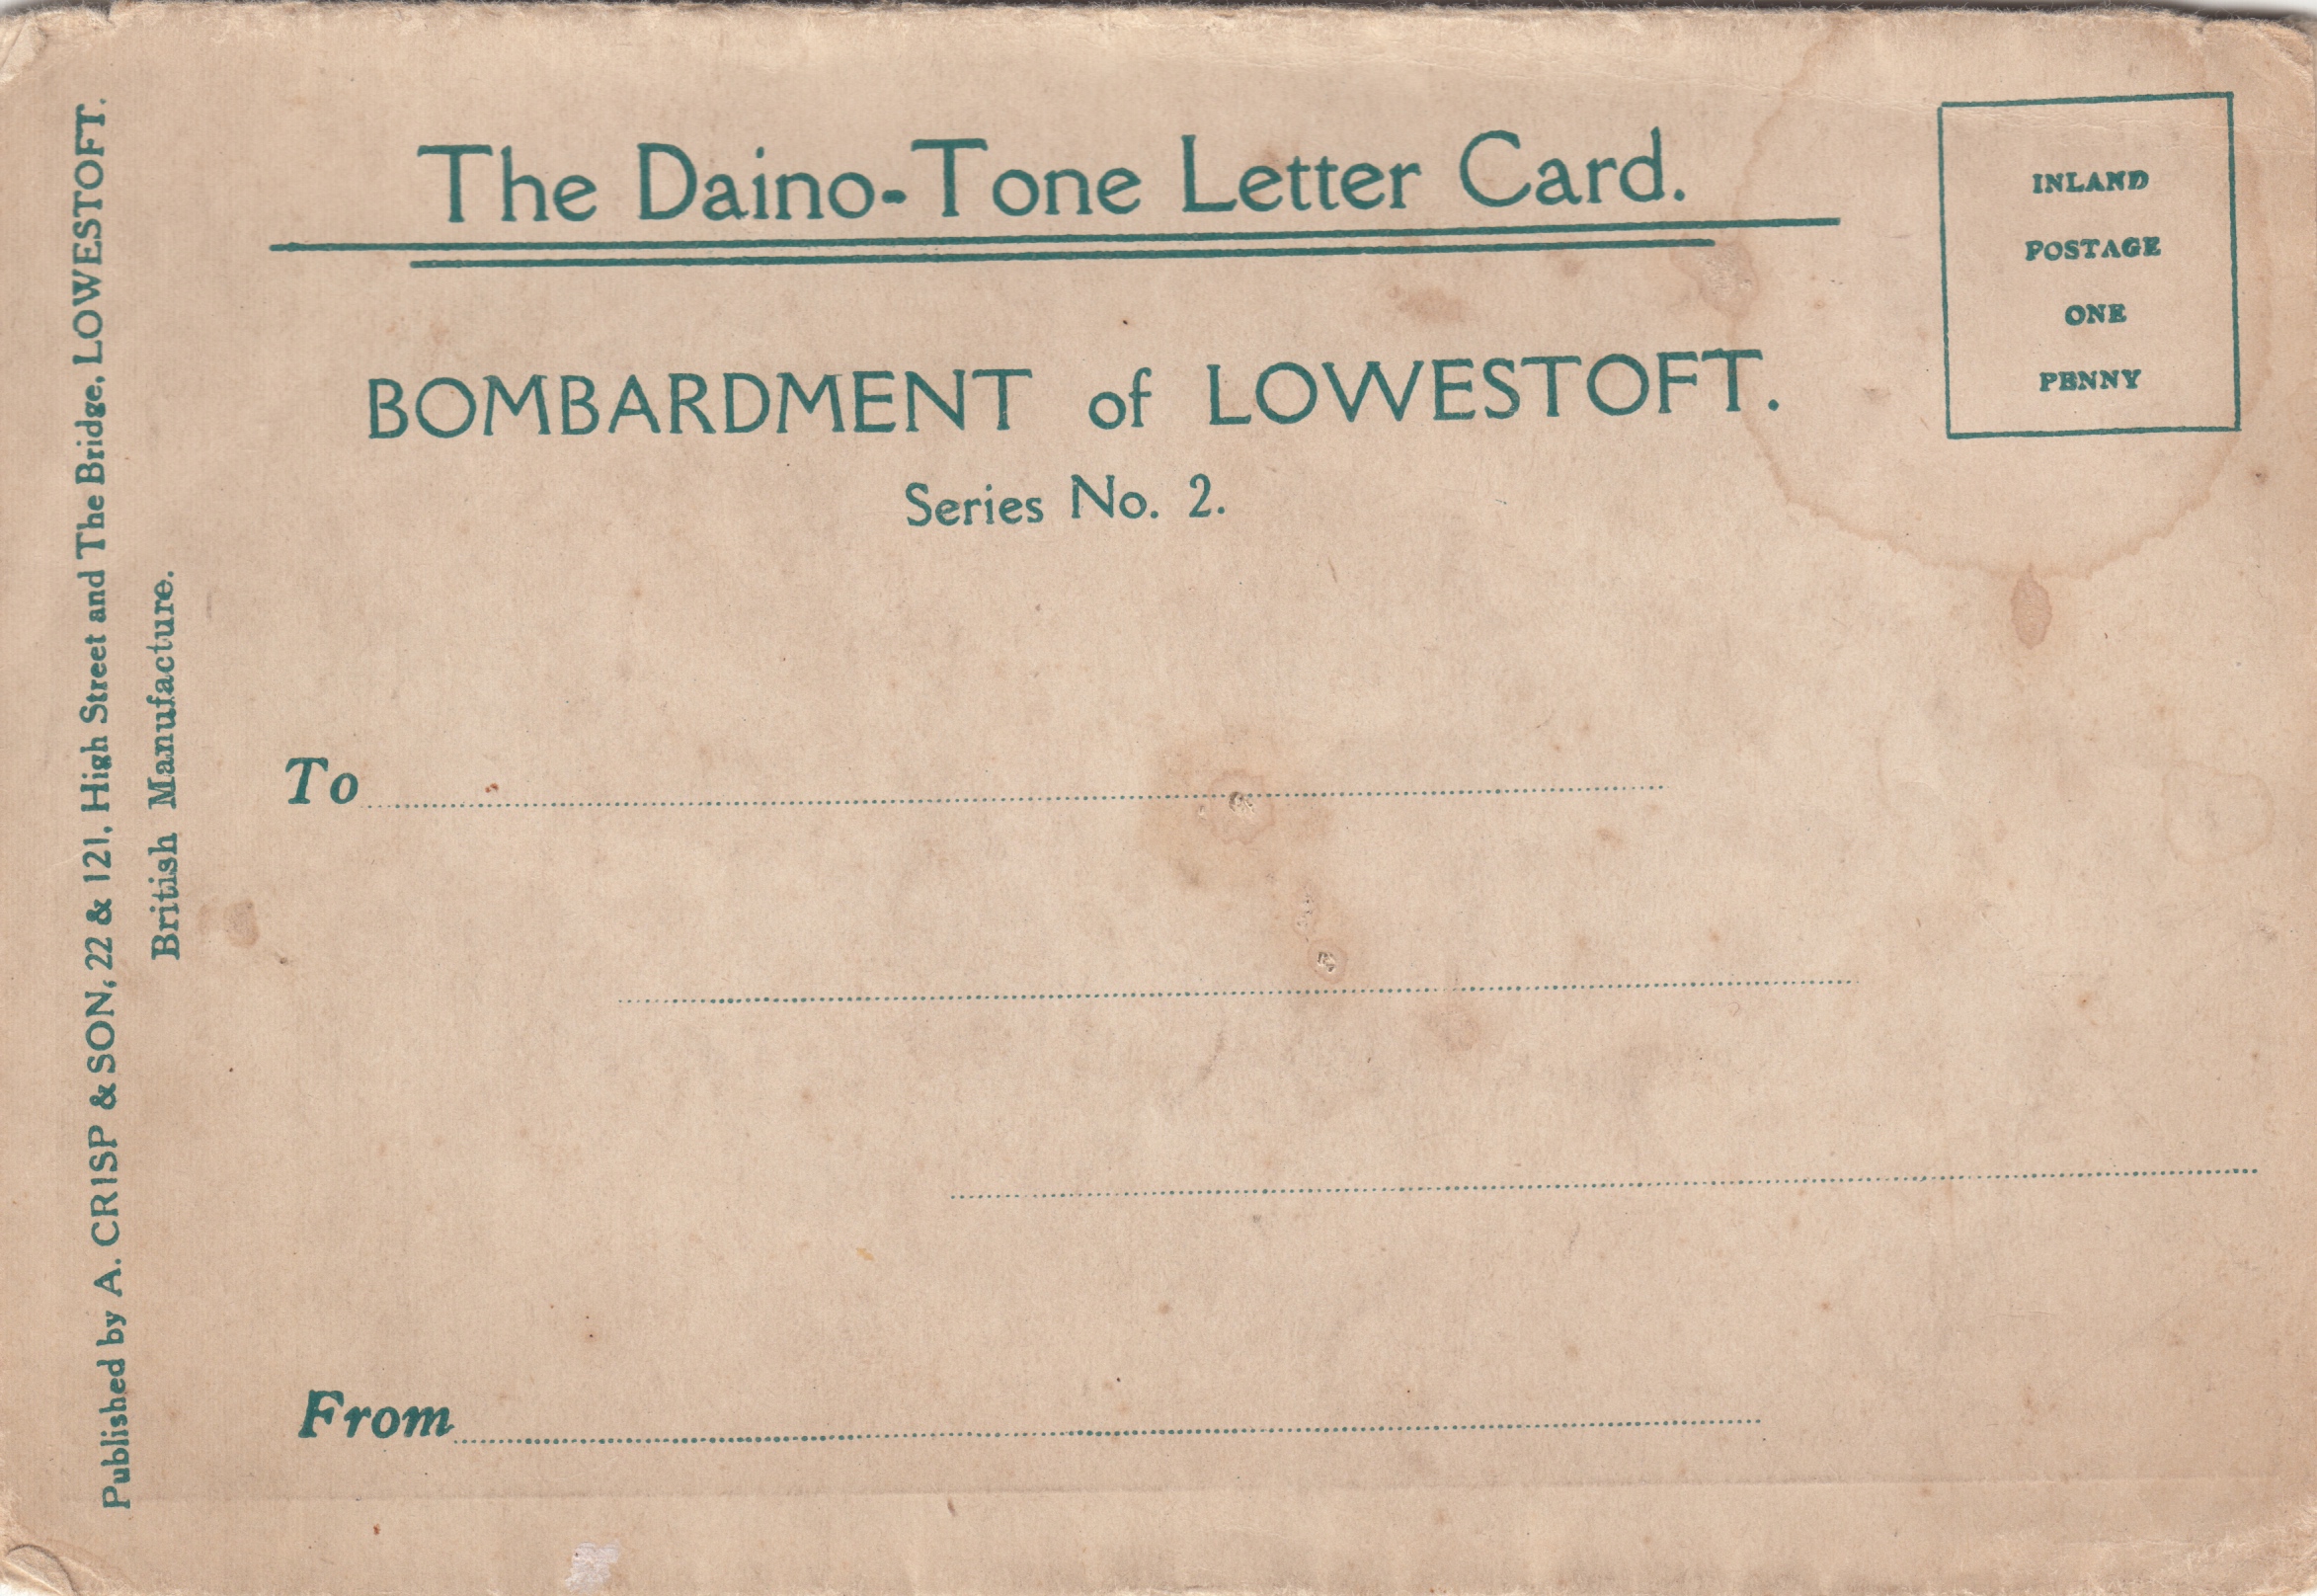 The Daino-Tone Letter Card.
INLAND
POSTAGE
ONE
PENNY
BOMBARDMENT of LOWESTOFT.
Series No. 2.
To
From
Published by A. CRISP & SON, 22 & 121, High Street and The Bridge, LOWESTOFT.
British Manufacture.